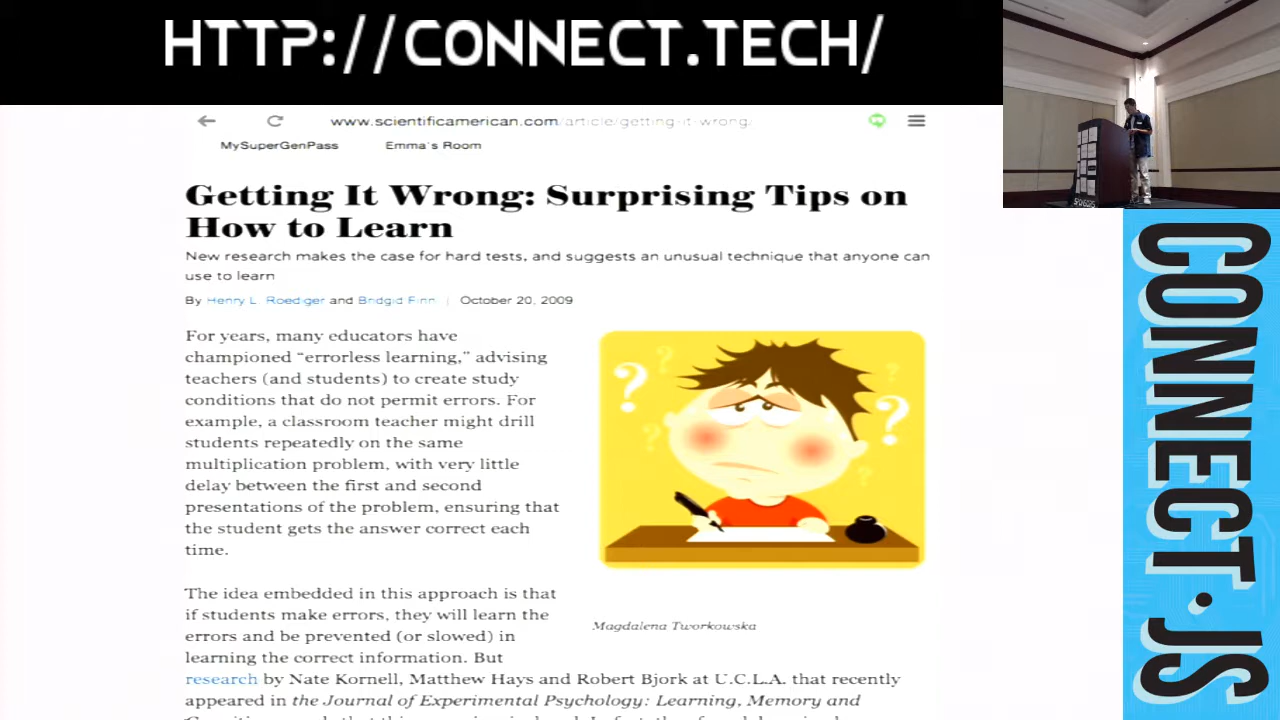 HTTP://CONNECT.TECH/
www.scientificamerican.com/article/getting-it-wrong/
MySuperGenPass Emma's Room
Getting It Wrong: Surprising Tips on
How to Learn
New research makes the case for hard tests, and suggests an unusual technique that anyone can
use to learn
By Henry L. Roediger and Bridgid Finn | October 20, 2009
For years, many educators have
championed “errorless learning,” advising
teachers (and students) to create study
conditions that do not permit errors. For
example, a classroom teacher might drill
students repeatedly on the same
multiplication problem, with very little
delay between the first and second
presentations of the problem, ensuring that
the student gets the answer correct each
time.
The idea embedded in this approach is that
if students make errors, they will learn the
errors and be prevented (or slowed) in
learning the correct information. But
research by Nate Kornell, Matthew Hays and Robert Bjork at U.C.L.A. that recently
appeared in the Journal of Experimental Psychology: Learning, Memory and
Magdalena Tworkowska
CONNECT.JS